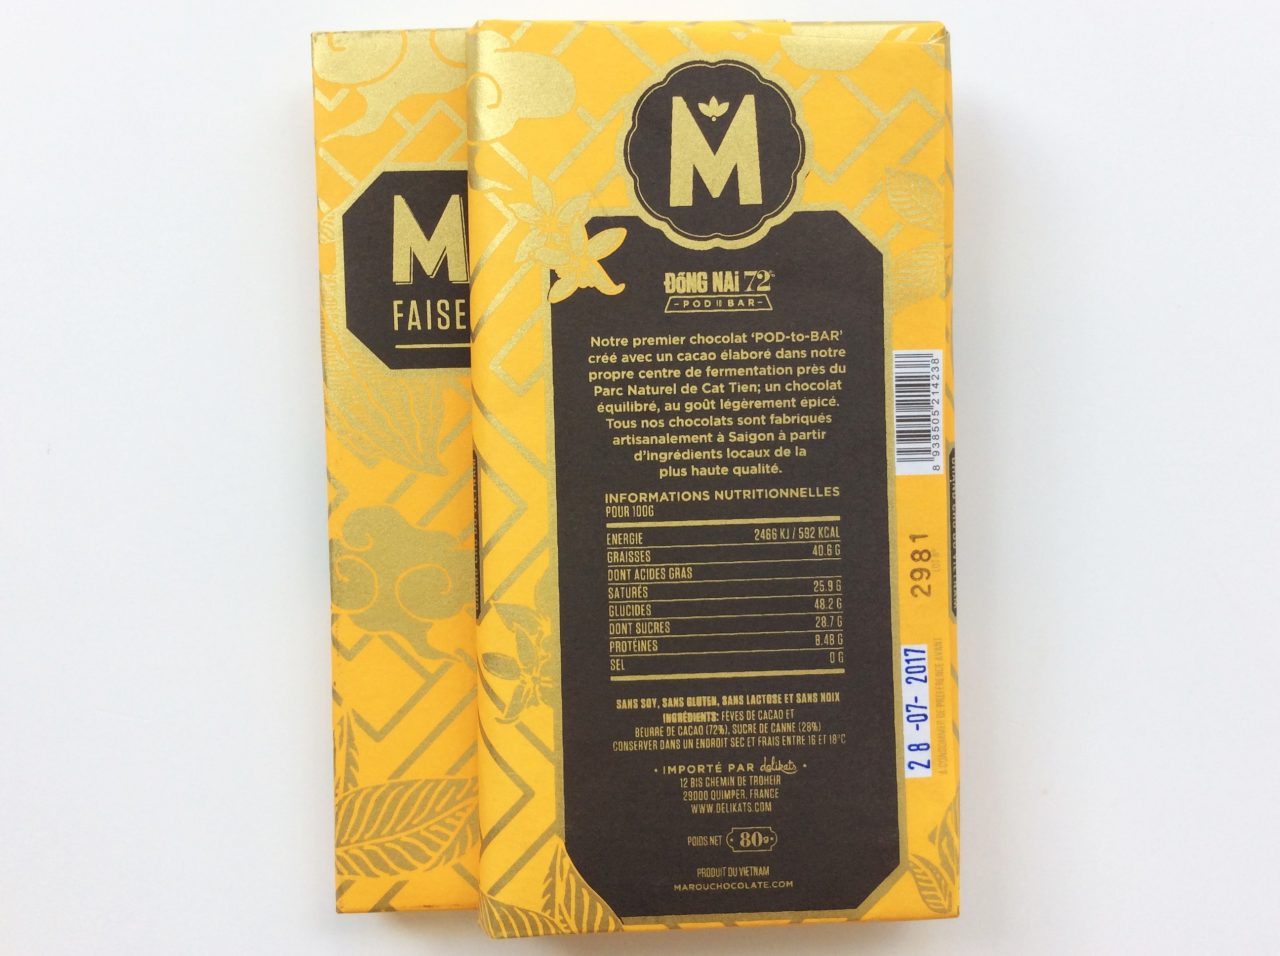 M
FAISE
M
ĐỒNG NAi 72%
POD TO BAR
Notre premier chocolat ‘POD-to-BAR’
créé avec un cacao élaboré dans notre
propre centre de fermentation près du
Parc Naturel de Cat Tien; un chocolat
équilibré, au goût légèrement épicé.
Tous nos chocolats sont fabriqués
artisanalement à Saigon à partir
d’ingrédients locaux de la
plus haute qualité.
INFORMATIONS NUTRITIONNELLES
POUR 100G
ENERGIE 2466 KJ / 592 KCAL
GRAISSES 40.6 G
DONT ACIDES GRAS
SATURÉS 25.9 G
GLUCIDES 48.2 G
DONT SUCRES 28.7 G
PROTÉINES 8.48 G
SEL 0 G
SANS SOY, SANS GLUTEN, SANS LACTOSE ET SANS NOIX
INGRÉDIENTS: FÈVES DE CACAO ET
BEURRE DE CACAO (72%), SUCRE DE CANNE (28%)
CONSERVER DANS UN ENDROIT SEC ET FRAIS ENTRE 16 ET 18°C
• IMPORTÉ PAR delikats •
12 BIS CHEMIN DE TROHEIR
29000 QUIMPER, FRANCE
WWW.DELIKATS.COM
POIDS NET 80g
PRODUIT DU VIETNAM
MAROUCHOCOLATE.COM
8 938505 214238
2981
LOT #
28 -07- 2017
A CONSOMMER DE PRÉFÉRENCE AVANT